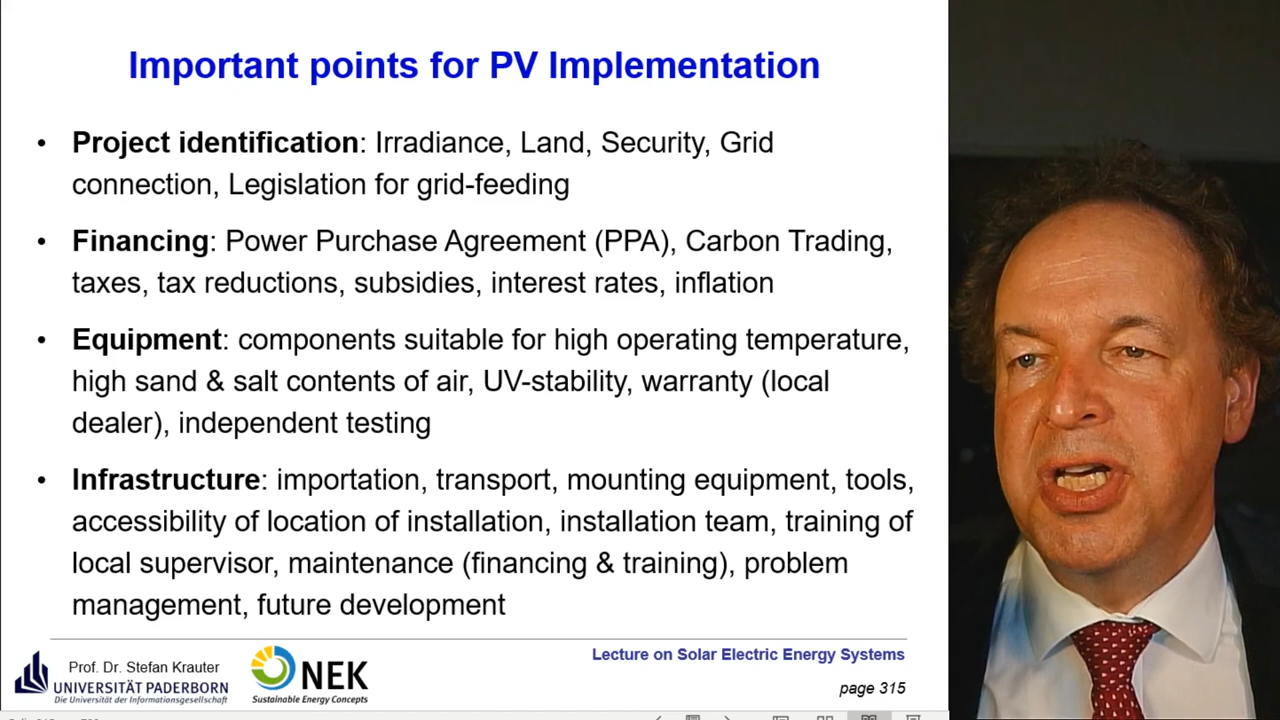 Important points for PV Implementation
• Project identification: Irradiance, Land, Security, Grid
connection, Legislation for grid-feeding
• Financing: Power Purchase Agreement (PPA), Carbon Trading,
taxes, tax reductions, subsidies, interest rates, inflation
• Equipment: components suitable for high operating temperature,
high sand & salt contents of air, UV-stability, warranty (local
dealer), independent testing
• Infrastructure: importation, transport, mounting equipment, tools,
accessibility of location of installation, installation team, training of
local supervisor, maintenance (financing & training), problem
management, future development
Prof. Dr. Stefan Krauter
UNIVERSITÄT PADERBORN
Die Universität der Informationsgesellschaft
NEK
Sustainable Energy Concepts
Lecture on Solar Electric Energy Systems
page 315